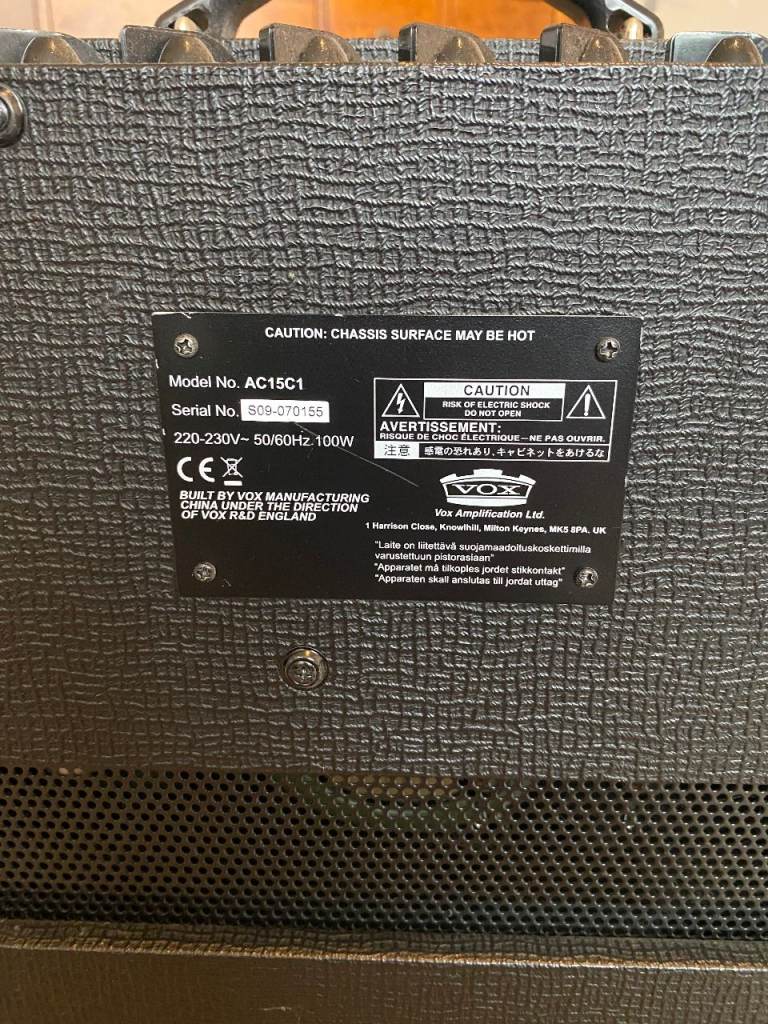 CAUTION: CHASSIS SURFACE MAY BE HOT
Model No. AC15C1
Serial No. S09-070155
220-230V~ 50/60Hz 100W
CE
BUILT BY VOX MANUFACTURING
CHINA UNDER THE DIRECTION
OF VOX R&D ENGLAND
CAUTION
RISK OF ELECTRIC SHOCK
DO NOT OPEN
AVERTISSEMENT:
RISQUE DE CHOC ÉLECTRIQUE—NE PAS OUVRIR.
注意 感電の恐れあり、キャビネットをあけるな
VOX
Vox Amplification Ltd.
1 Harrison Close, Knowlhill, Milton Keynes, MK5 8PA. UK
"Laite on liitettävä suojamaadoituskoskettimilla
varustettuun pistorasiaan"
"Apparatet må tilkoples jordet stikkontakt"
"Apparaten skall anslutas till jordat uttag"